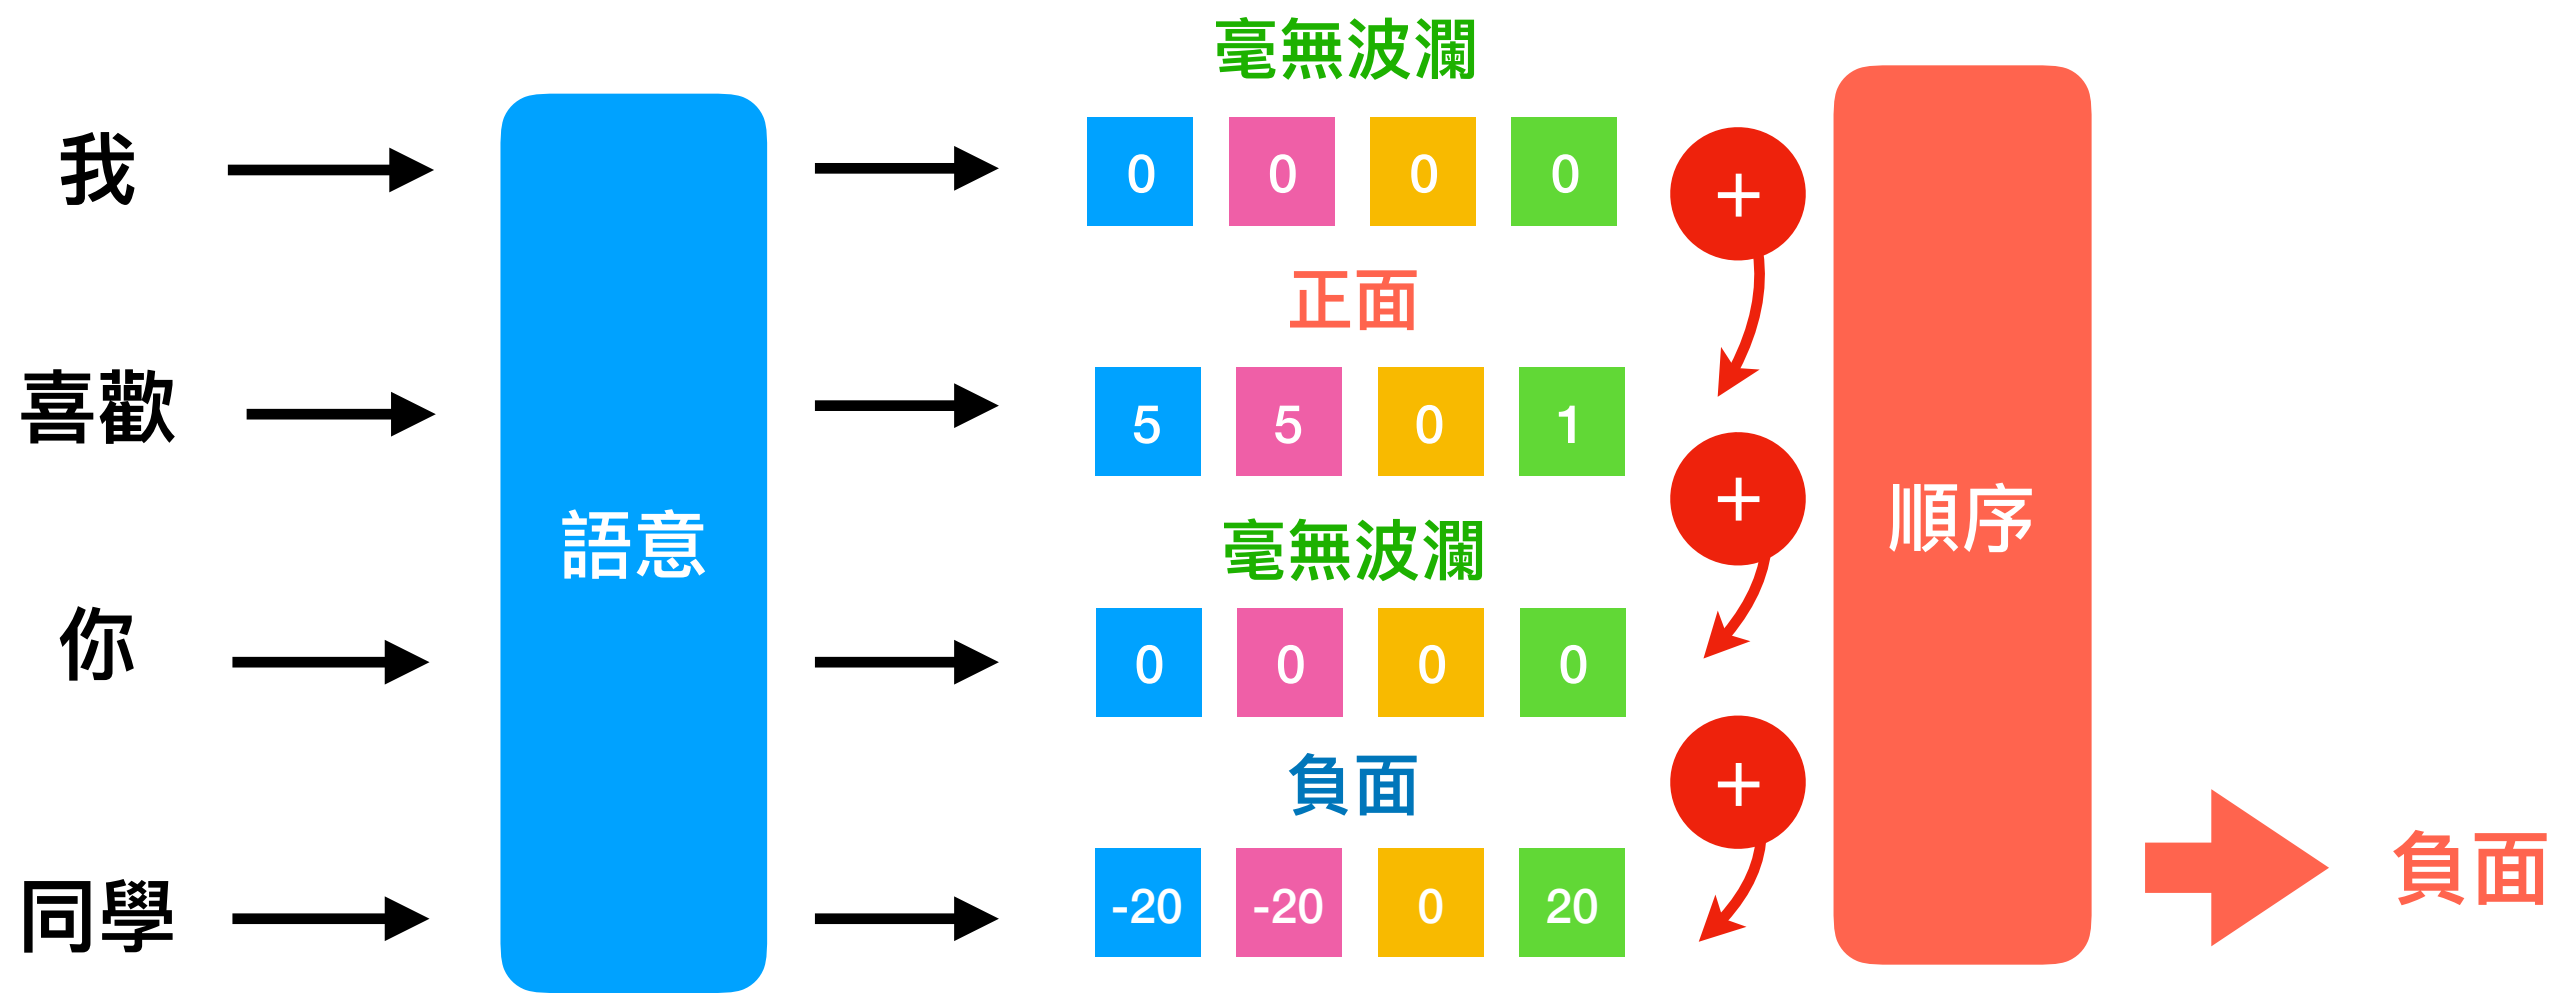 毫無波瀾
我
0 0 0 0
+
正面
喜歡
5 5 0 1
+
語意
順序
毫無波瀾
你
0 0 0 0
+
負面
同學
-20 -20 0 20
負面